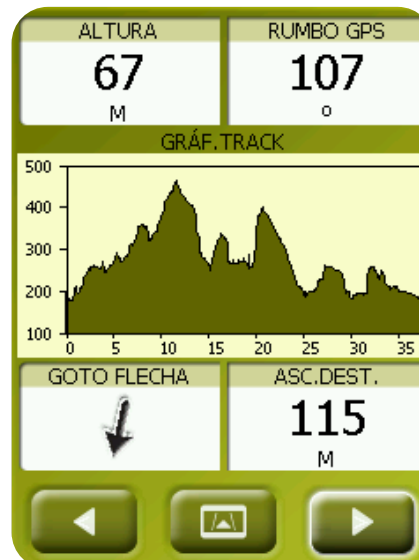 ALTURA
67
M
RUMBO GPS
107
º
GRÁF.TRACK
500
400
300
200
100
0 5 10 15 20 25 30 35
GOTO FLECHA
ASC.DEST.
115
M